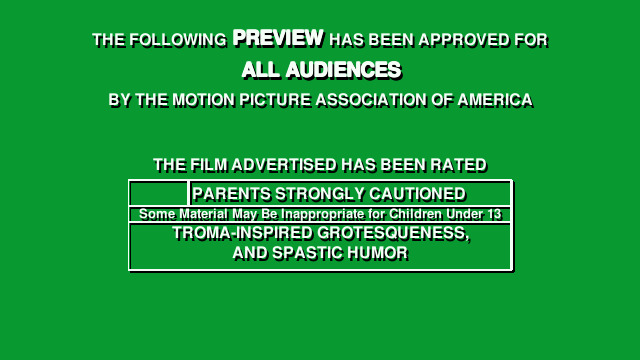 THE FOLLOWING PREVIEW HAS BEEN APPROVED FOR
ALL AUDIENCES
BY THE MOTION PICTURE ASSOCIATION OF AMERICA
THE FILM ADVERTISED HAS BEEN RATED
PARENTS STRONGLY CAUTIONED
Some Material May Be Inappropriate for Children Under 13
TROMA-INSPIRED GROTESQUENESS,
AND SPASTIC HUMOR